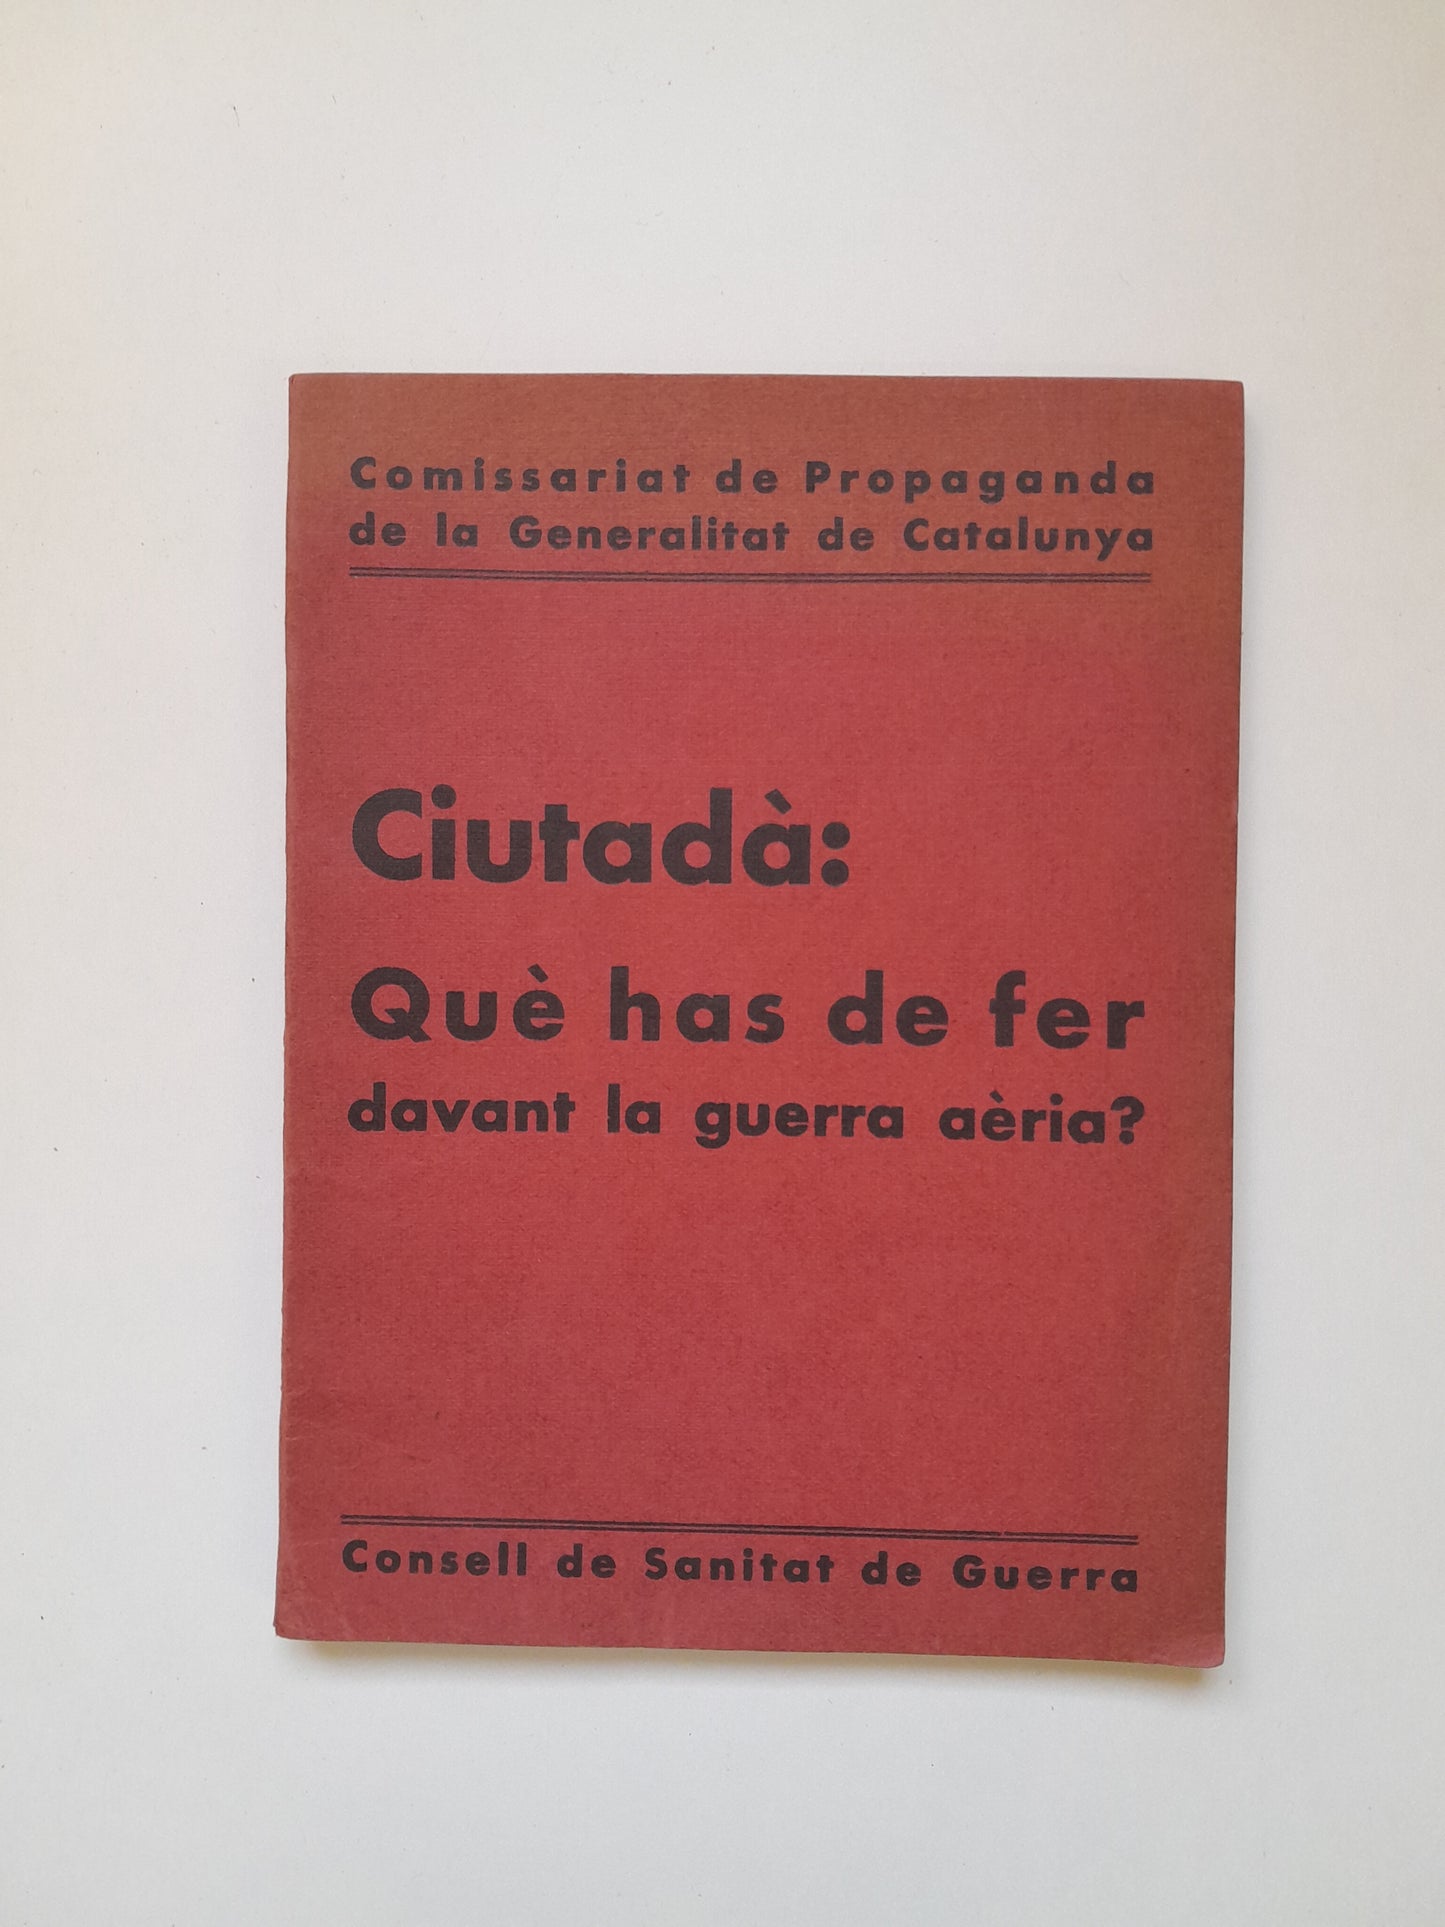 Comissariat de Propaganda
de la Generalitat de Catalunya
Ciutadà:
Què has de fer
davant la guerra aèria?
Consell de Sanitat de Guerra